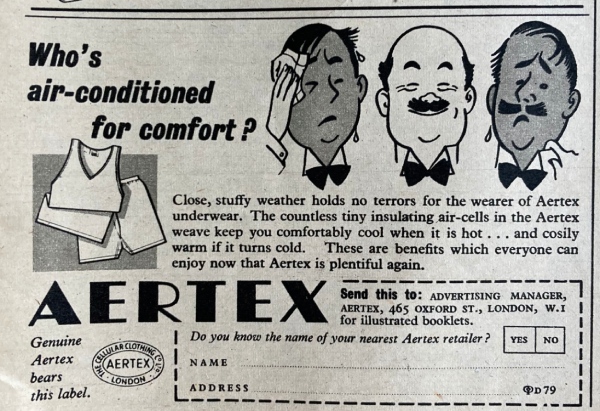 Who's
air-conditioned
for comfort?
Close, stuffy weather holds no terrors for the wearer of Aertex
underwear. The countless tiny insulating air-cells in the Aertex
weave keep you comfortably cool when it is hot . . . and cosily
warm if it turns cold. These are benefits which everyone can
enjoy now that Aertex is plentiful again.
AERTEX
Send this to: ADVERTISING MANAGER,
AERTEX, 465 OXFORD ST., LONDON, W.1
for illustrated booklets.
Genuine
Aertex
bears
this label.
THE CELLULAR CLOTHING Co Ltd
AERTEX
LONDON
Do you know the name of your nearest Aertex retailer? YES NO
NAME
ADDRESS
D79